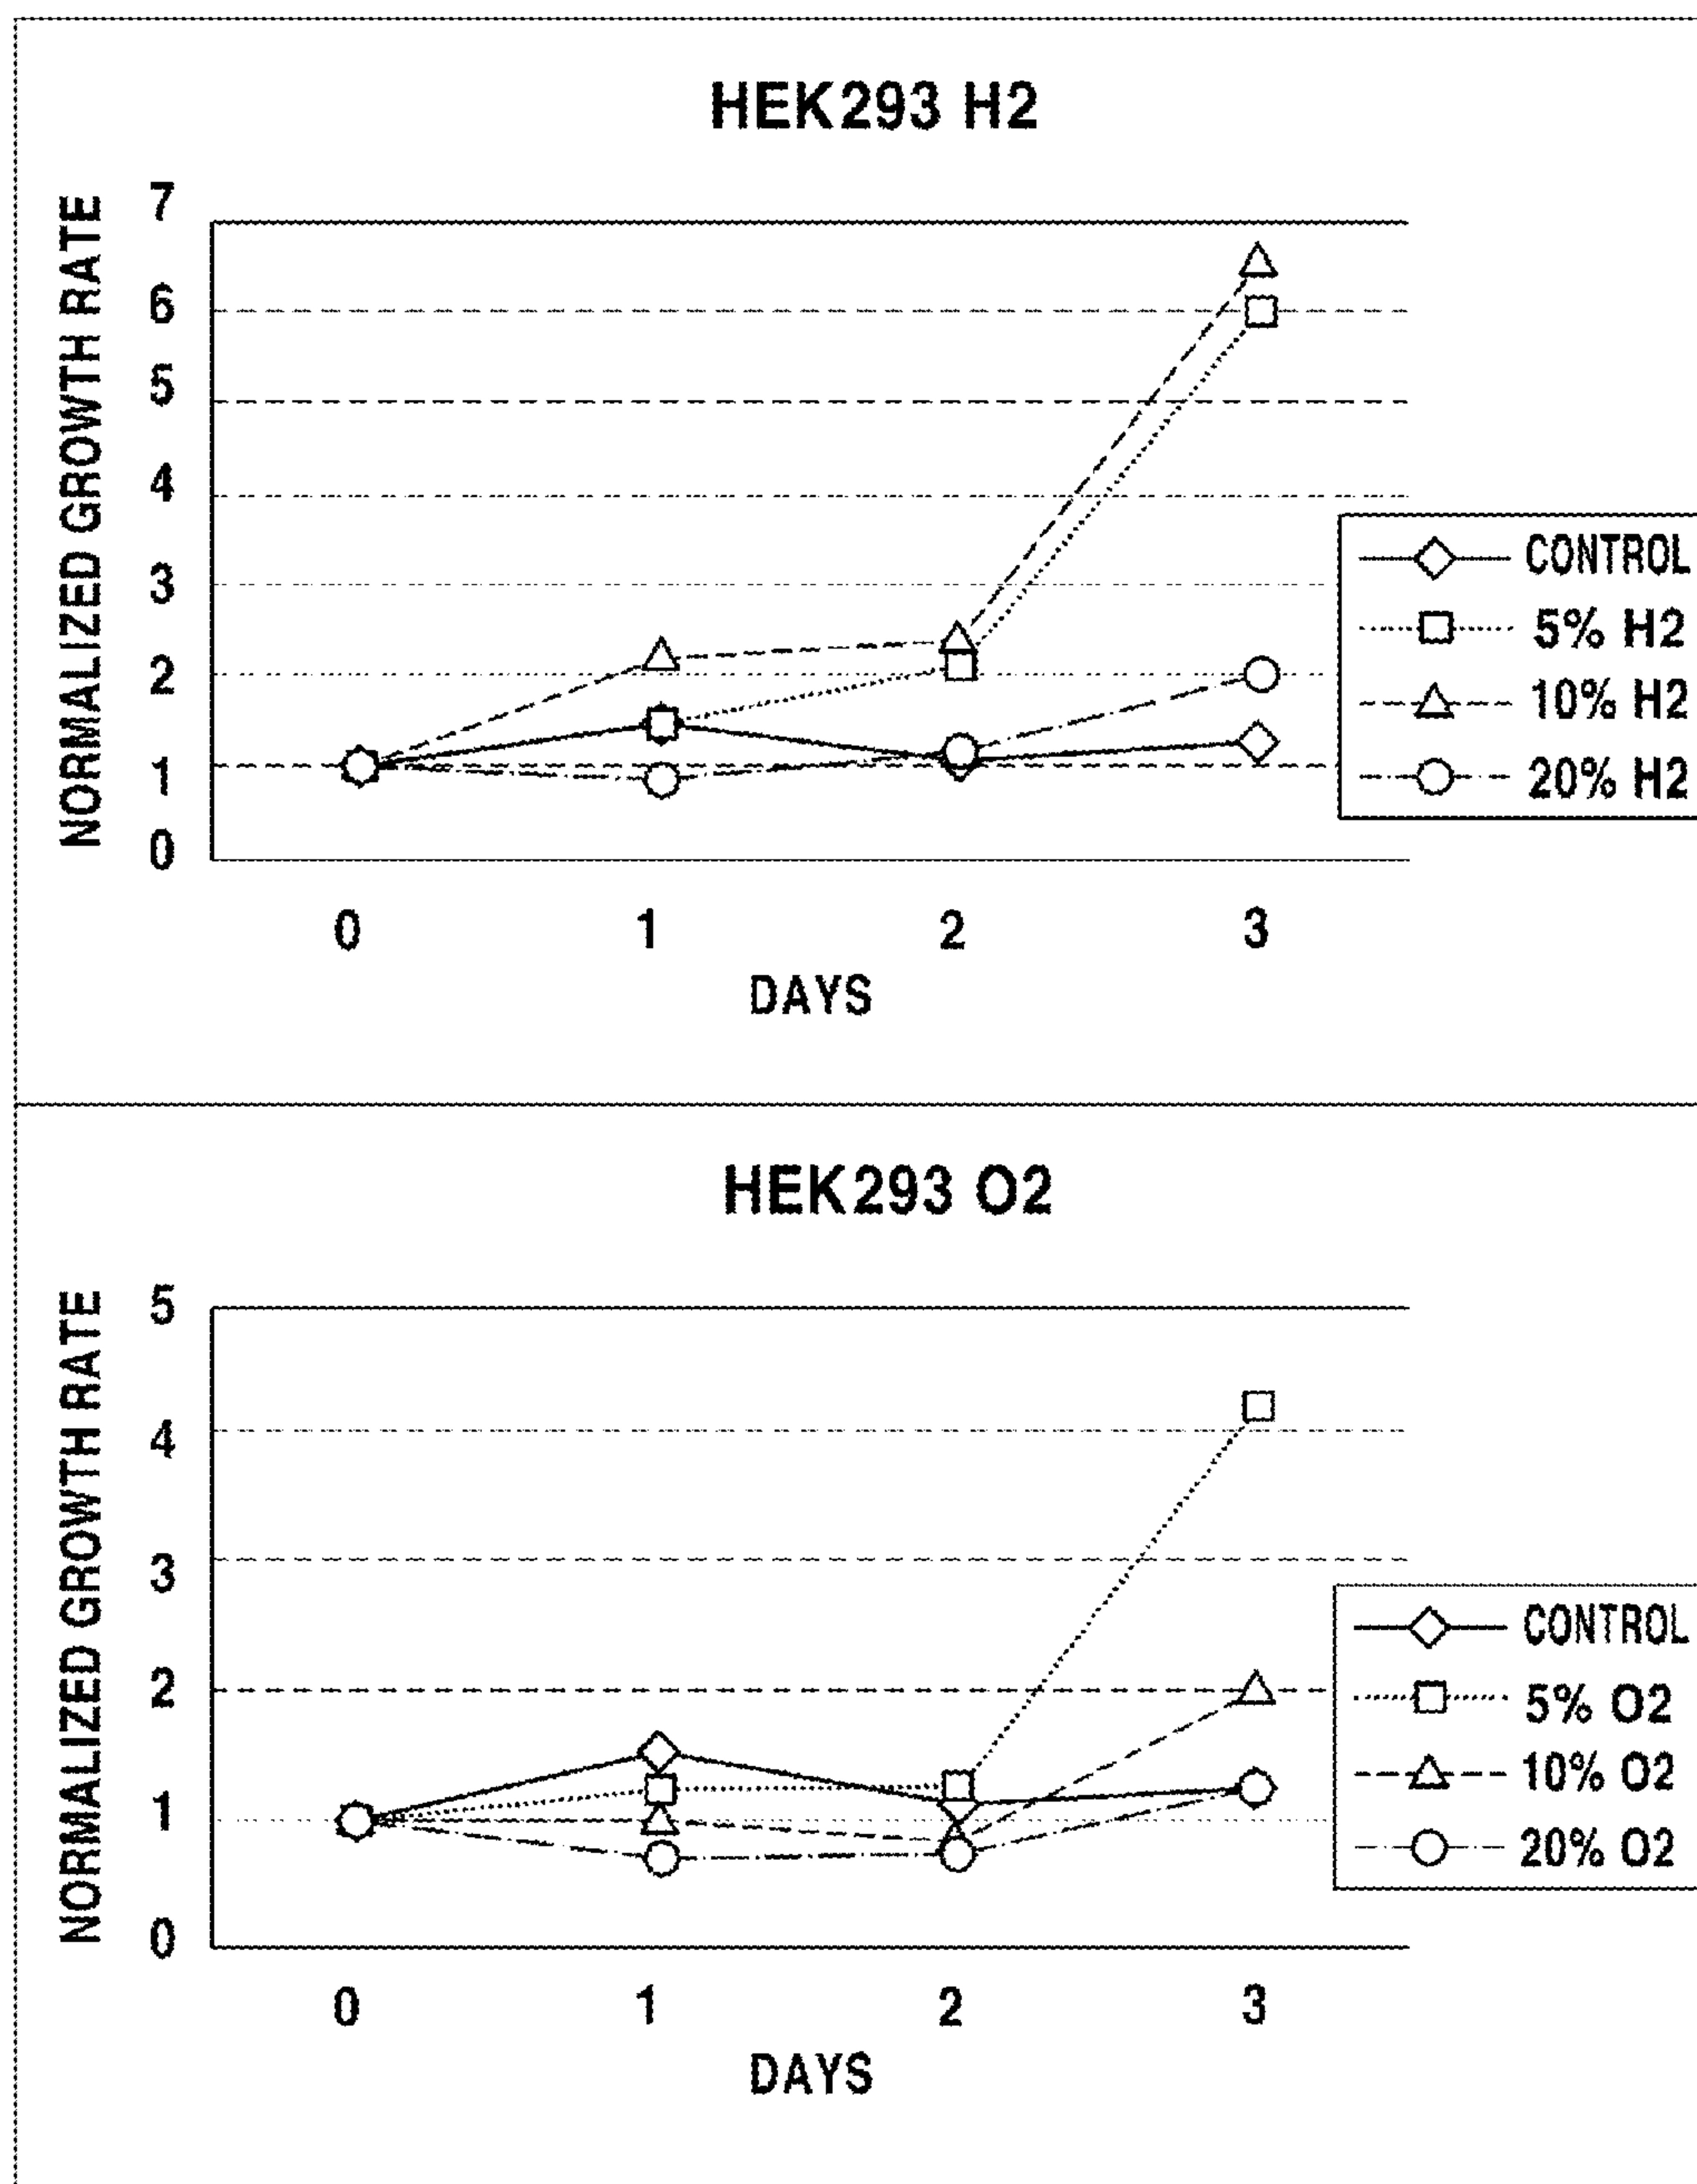 HEK293 H2
NORMALIZED GROWTH RATE
7
6
5
4
3
2
1
0
0 1 2 3
DAYS
CONTROL
5% H2
10% H2
20% H2
HEK293 O2
NORMALIZED GROWTH RATE
5
4
3
2
1
0
0 1 2 3
DAYS
CONTROL
5% O2
10% O2
20% O2